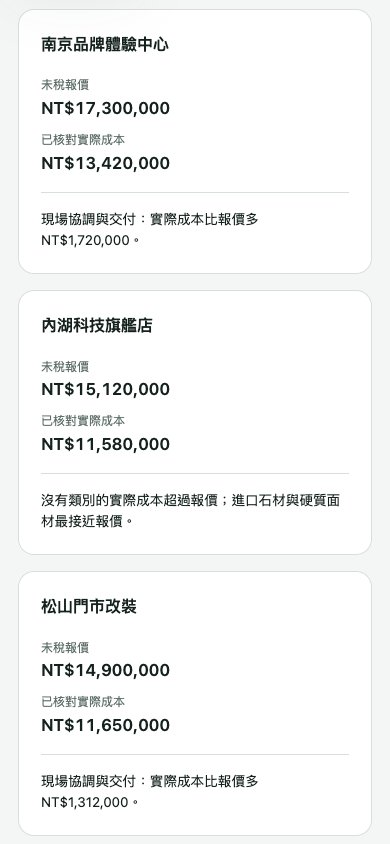 南京品牌體驗中心
未稅報價
NT$17,300,000
已核對實際成本
NT$13,420,000
現場協調與交付：實際成本比報價多
NT$1,720,000。
內湖科技旗艦店
未稅報價
NT$15,120,000
已核對實際成本
NT$11,580,000
沒有類別的實際成本超過報價；進口石材與硬質面
材最接近報價。
松山門市改裝
未稅報價
NT$14,900,000
已核對實際成本
NT$11,650,000
現場協調與交付：實際成本比報價多
NT$1,312,000。